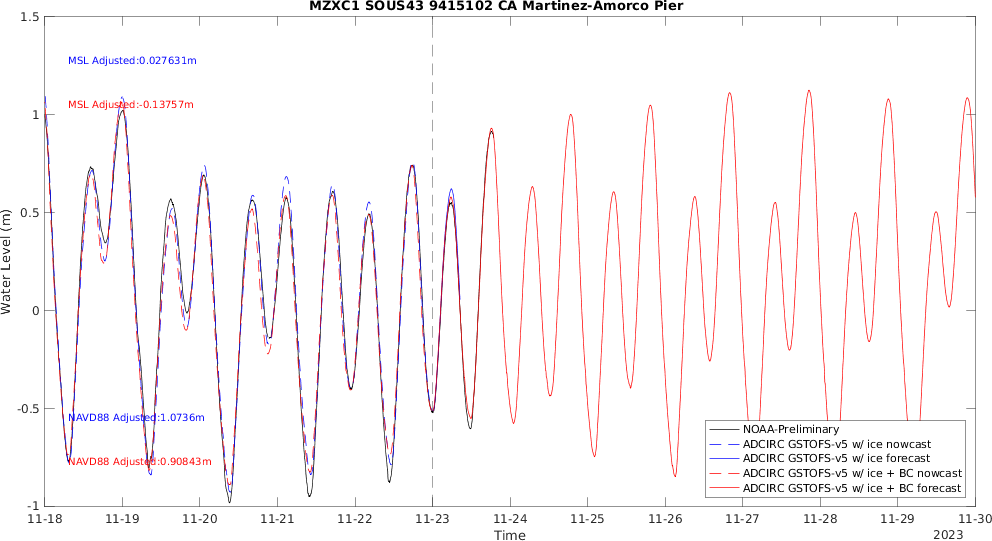 MZXC1 SOUS43 9415102 CA Martinez-Amorco Pier
1.5
1
0.5
0
-0.5
-1
Water Level (m)
MSL Adjusted:0.027631m
MSL Adjusted:-0.13757m
NAVD88 Adjusted:1.0736m
NAVD88 Adjusted:0.90843m
NOAA-Preliminary
ADCIRC GSTOFS-v5 w/ ice nowcast
ADCIRC GSTOFS-v5 w/ ice forecast
ADCIRC GSTOFS-v5 w/ ice + BC nowcast
ADCIRC GSTOFS-v5 w/ ice + BC forecast
11-18 11-19 11-20 11-21 11-22 11-23 11-24 11-25 11-26 11-27 11-28 11-29 11-30
Time
2023